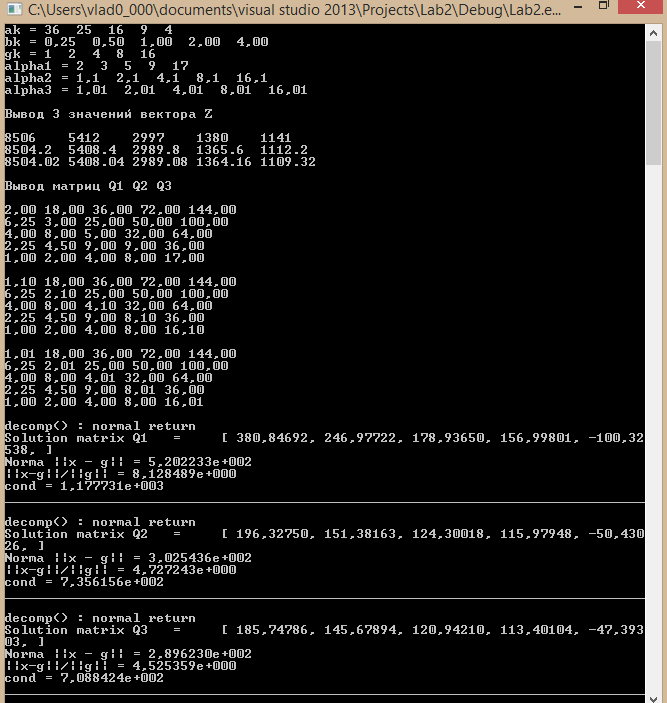 C:\Users\vlad0_000\documents\visual studio 2013\Projects\Lab2\Debug\Lab2.e...
ak = 36 25 16 9 4
bk = 0,25 0,50 1,00 2,00 4,00
gk = 1 2 4 8 16
alpha1 = 2 3 5 9 17
alpha2 = 1,1 2,1 4,1 8,1 16,1
alpha3 = 1,01 2,01 4,01 8,01 16,01
Вывод 3 значений вектора Z
8506 5412 2997 1380 1141
8504.2 5408.4 2989.8 1365.6 1112.2
8504.02 5408.04 2989.08 1364.16 1109.32
Вывод матриц Q1 Q2 Q3
2,00 18,00 36,00 72,00 144,00
6,25 3,00 25,00 50,00 100,00
4,00 8,00 5,00 32,00 64,00
2,25 4,50 9,00 9,00 36,00
1,00 2,00 4,00 8,00 17,00
1,10 18,00 36,00 72,00 144,00
6,25 2,10 25,00 50,00 100,00
4,00 8,00 4,10 32,00 64,00
2,25 4,50 9,00 8,10 36,00
1,00 2,00 4,00 8,00 16,10
1,01 18,00 36,00 72,00 144,00
6,25 2,01 25,00 50,00 100,00
4,00 8,00 4,01 32,00 64,00
2,25 4,50 9,00 8,01 36,00
1,00 2,00 4,00 8,00 16,01
decomp() : normal return
Solution matrix Q1 = [ 380,84692, 246,97722, 178,93650, 156,99801, -100,32
538, ]
Norma ||x - g|| = 5,202233e+002
||x-g||/||g|| = 8,128489e+000
cond = 1,177731e+003
decomp() : normal return
Solution matrix Q2 = [ 196,32750, 151,38163, 124,30018, 115,97948, -50,430
26, ]
Norma ||x - g|| = 3,025436e+002
||x-g||/||g|| = 4,727243e+000
cond = 7,356156e+002
decomp() : normal return
Solution matrix Q3 = [ 185,74786, 145,67894, 120,94210, 113,40104, -47,393
03, ]
Norma ||x - g|| = 2,896230e+002
||x-g||/||g|| = 4,525359e+000
cond = 7,088424e+002